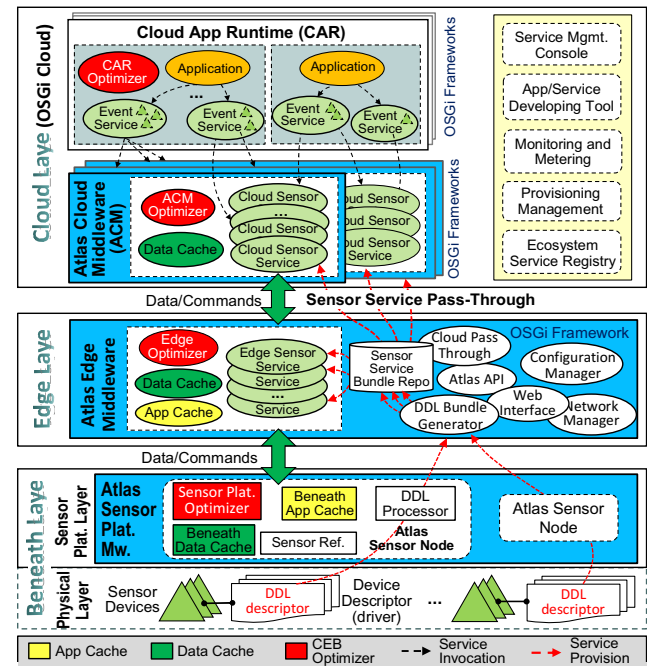 Cloud Laye (OSGi Cloud)
Cloud App Runtime (CAR)
CAR
Optimizer
Application
...
Application
Event
Service
Event
Service
Event
Service
Event
Service
OSGi Frameworks
Service Mgmt.
Console
App/Service
Developing Tool
Monitoring and
Metering
Provisioning
Management
Ecosystem
Service Registry
Atlas Cloud
Middleware
(ACM)
ACM
Optimizer
Data Cache
Cloud Sensor
...
Cloud Sensor
Cloud Sensor
Service
loud Sensor
loud Sensor
loud Sensor
Service
OSGi Frameworks
Data/Commands
Sensor Service Pass-Through
Edge Laye
Atlas Edge
Middleware
Edge
Optimizer
Data Cache
App Cache
Edge Sensor
Service
Service
...
Service
Sensor
Service
Bundle Repo
OSGi Framework
Cloud Pass
Through
Configuration
Manager
Atlas API
Web
Interface
DDL Bundle
Generator
Network
Manager
Data/Commands
Beneath Laye
Sensor
Plat. Layer
Atlas
Sensor
Plat.
Mw.
Sensor Plat.
Optimizer
Beneath
App Cache
DDL
Processor
Beneath
Data Cache
Sensor Ref.
Atlas
Sensor Node
Atlas Sensor
Node
Physical
Layer
Sensor
Devices
DDL
descriptor
Device
Descriptor
(driver)
...
DDL
descriptor
App Cache
Data Cache
CEB
Optimizer
Service
Invocation
Service
Provision